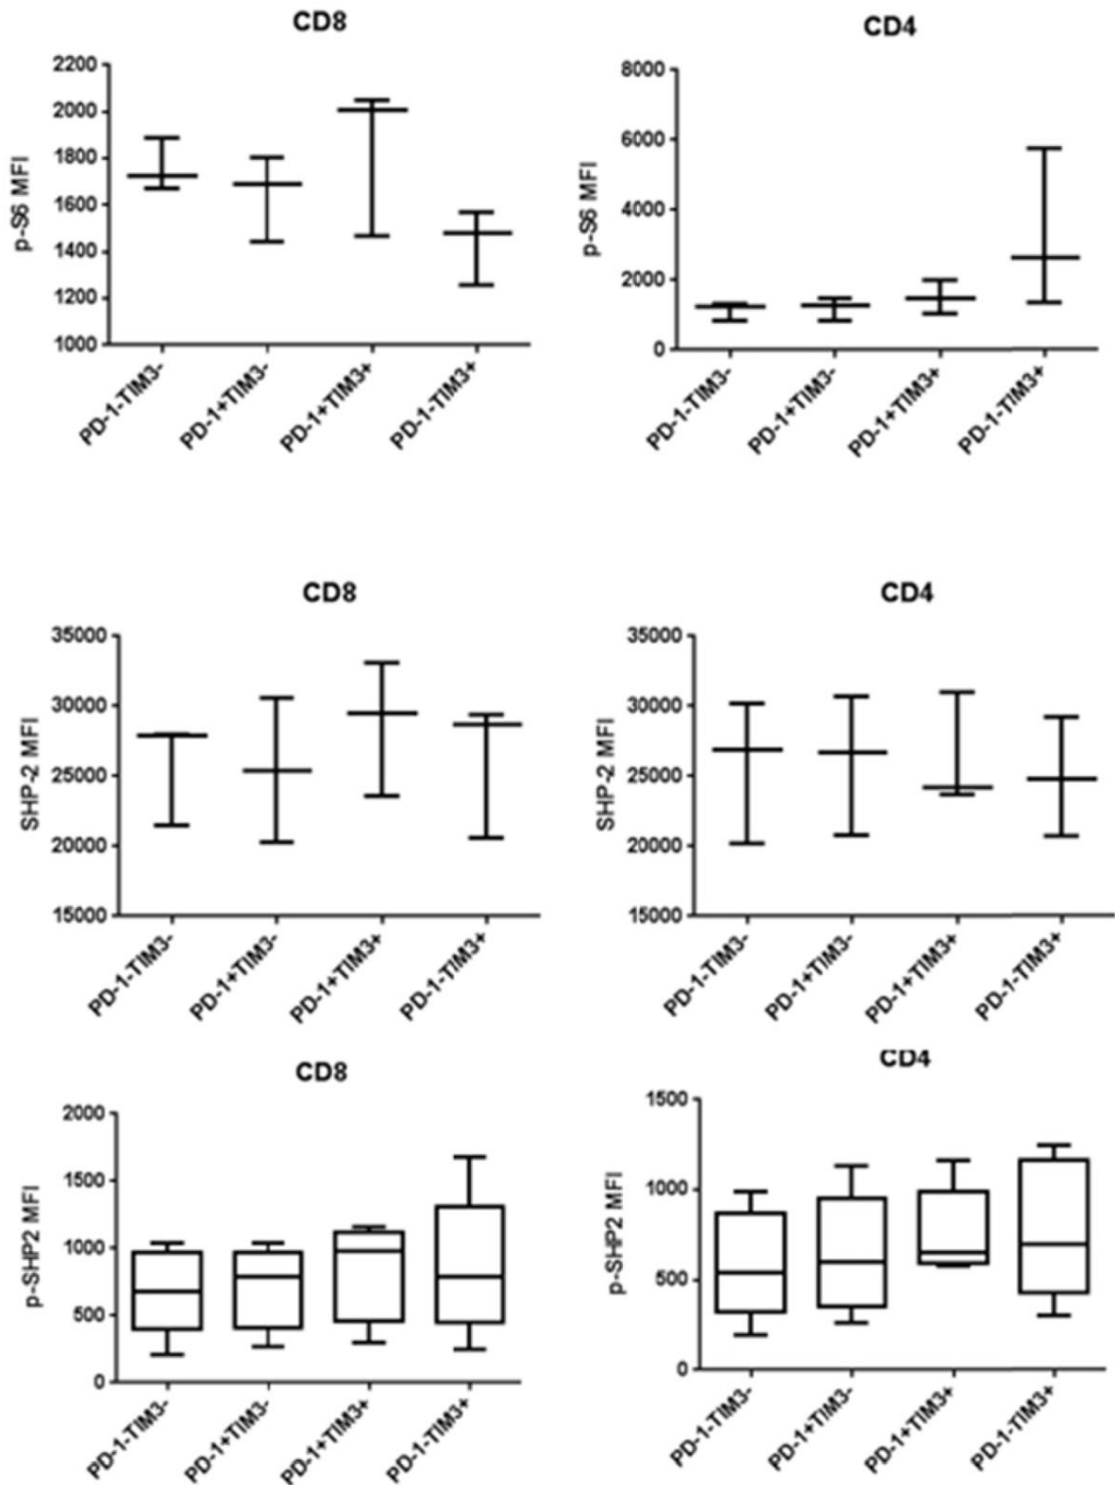 CD8
p-S6 MFI
2200
2000
1800
1600
1400
1200
1000
PD-1-TIM3-
PD-1+TIM3-
PD-1+TIM3+
PD-1-TIM3+
CD4
p-S6 MFI
8000
6000
4000
2000
0
PD-1-TIM3-
PD-1+TIM3-
PD-1+TIM3+
PD-1-TIM3+
CD8
SHP-2 MFI
35000
30000
25000
20000
15000
PD-1-TIM3-
PD-1+TIM3-
PD-1+TIM3+
PD-1-TIM3+
CD4
SHP-2 MFI
35000
30000
25000
20000
15000
PD-1-TIM3-
PD-1+TIM3-
PD-1+TIM3+
PD-1-TIM3+
CD8
p-SHP2 MFI
2000
1500
1000
500
0
PD-1-TIM3-
PD-1+TIM3-
PD-1+TIM3+
PD-1-TIM3+
CD4
p-SHP2 MFI
1500
1000
500
0
PD-1-TIM3-
PD-1+TIM3-
PD-1+TIM3+
PD-1-TIM3+